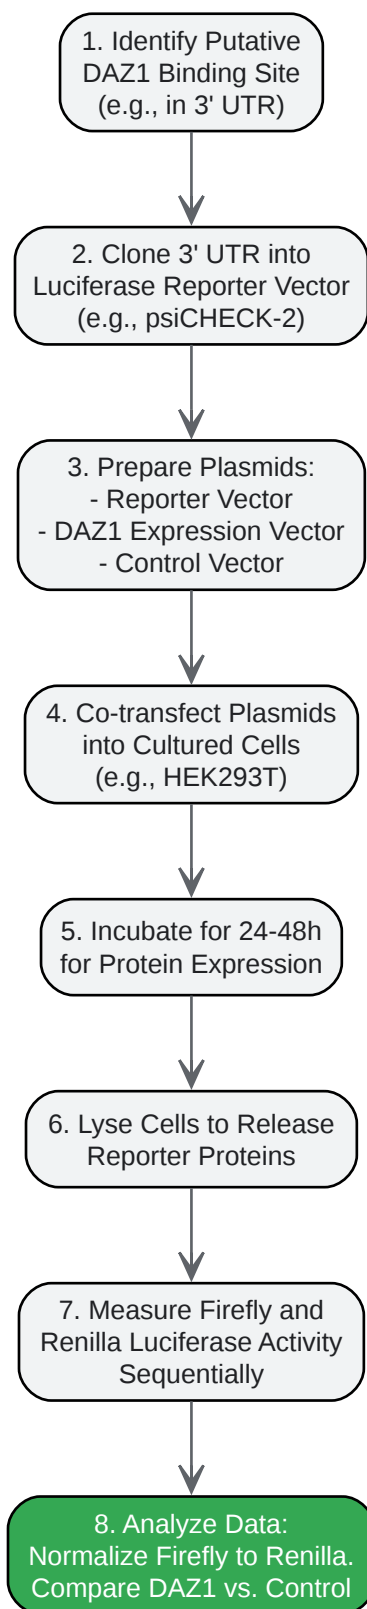 1. Identify Putative
DAZ1 Binding Site
(e.g., in 3' UTR)
2. Clone 3' UTR into
Luciferase Reporter Vector
(e.g., psiCHECK-2)
3. Prepare Plasmids:
- Reporter Vector
- DAZ1 Expression Vector
- Control Vector
4. Co-transfect Plasmids
into Cultured Cells
(e.g., HEK293T)
5. Incubate for 24-48h
for Protein Expression
6. Lyse Cells to Release
Reporter Proteins
7. Measure Firefly and
Renilla Luciferase Activity
Sequentially
8. Analyze Data:
Normalize Firefly to Renilla.
Compare DAZ1 vs. Control